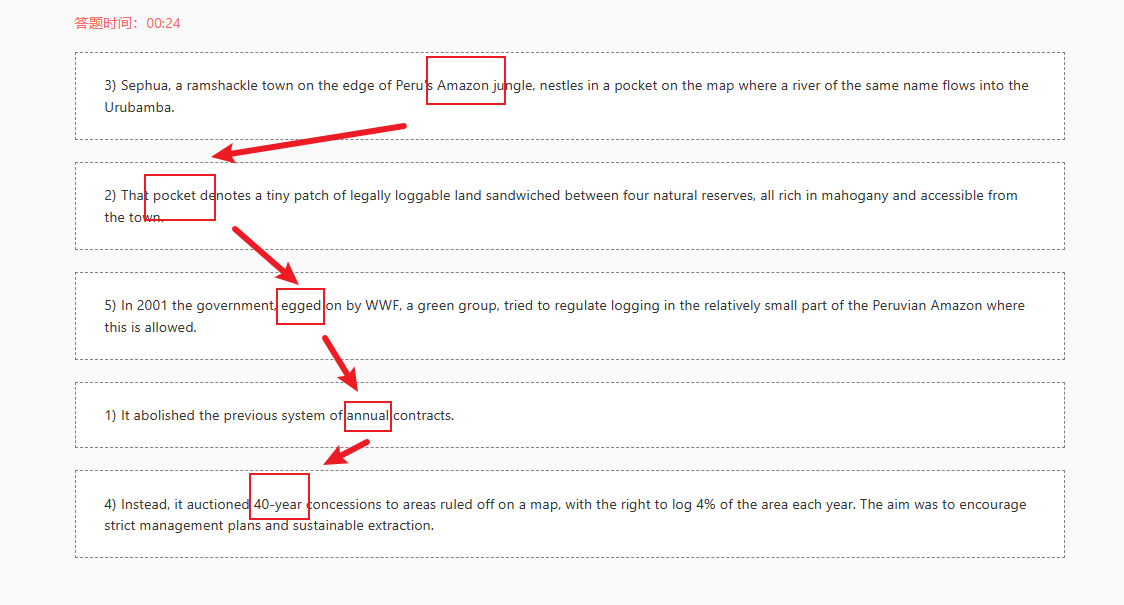 答题时间：00:24
3) Sephua, a ramshackle town on the edge of Peru's Amazon jungle, nestles in a pocket on the map where a river of the same name flows into the
Urubamba.
2) That pocket denotes a tiny patch of legally loggable land sandwiched between four natural reserves, all rich in mahogany and accessible from
the town.
5) In 2001 the government, egged on by WWF, a green group, tried to regulate logging in the relatively small part of the Peruvian Amazon where
this is allowed.
1) It abolished the previous system of annual contracts.
4) Instead, it auctioned 40-year concessions to areas ruled off on a map, with the right to log 4% of the area each year. The aim was to encourage
strict management plans and sustainable extraction.